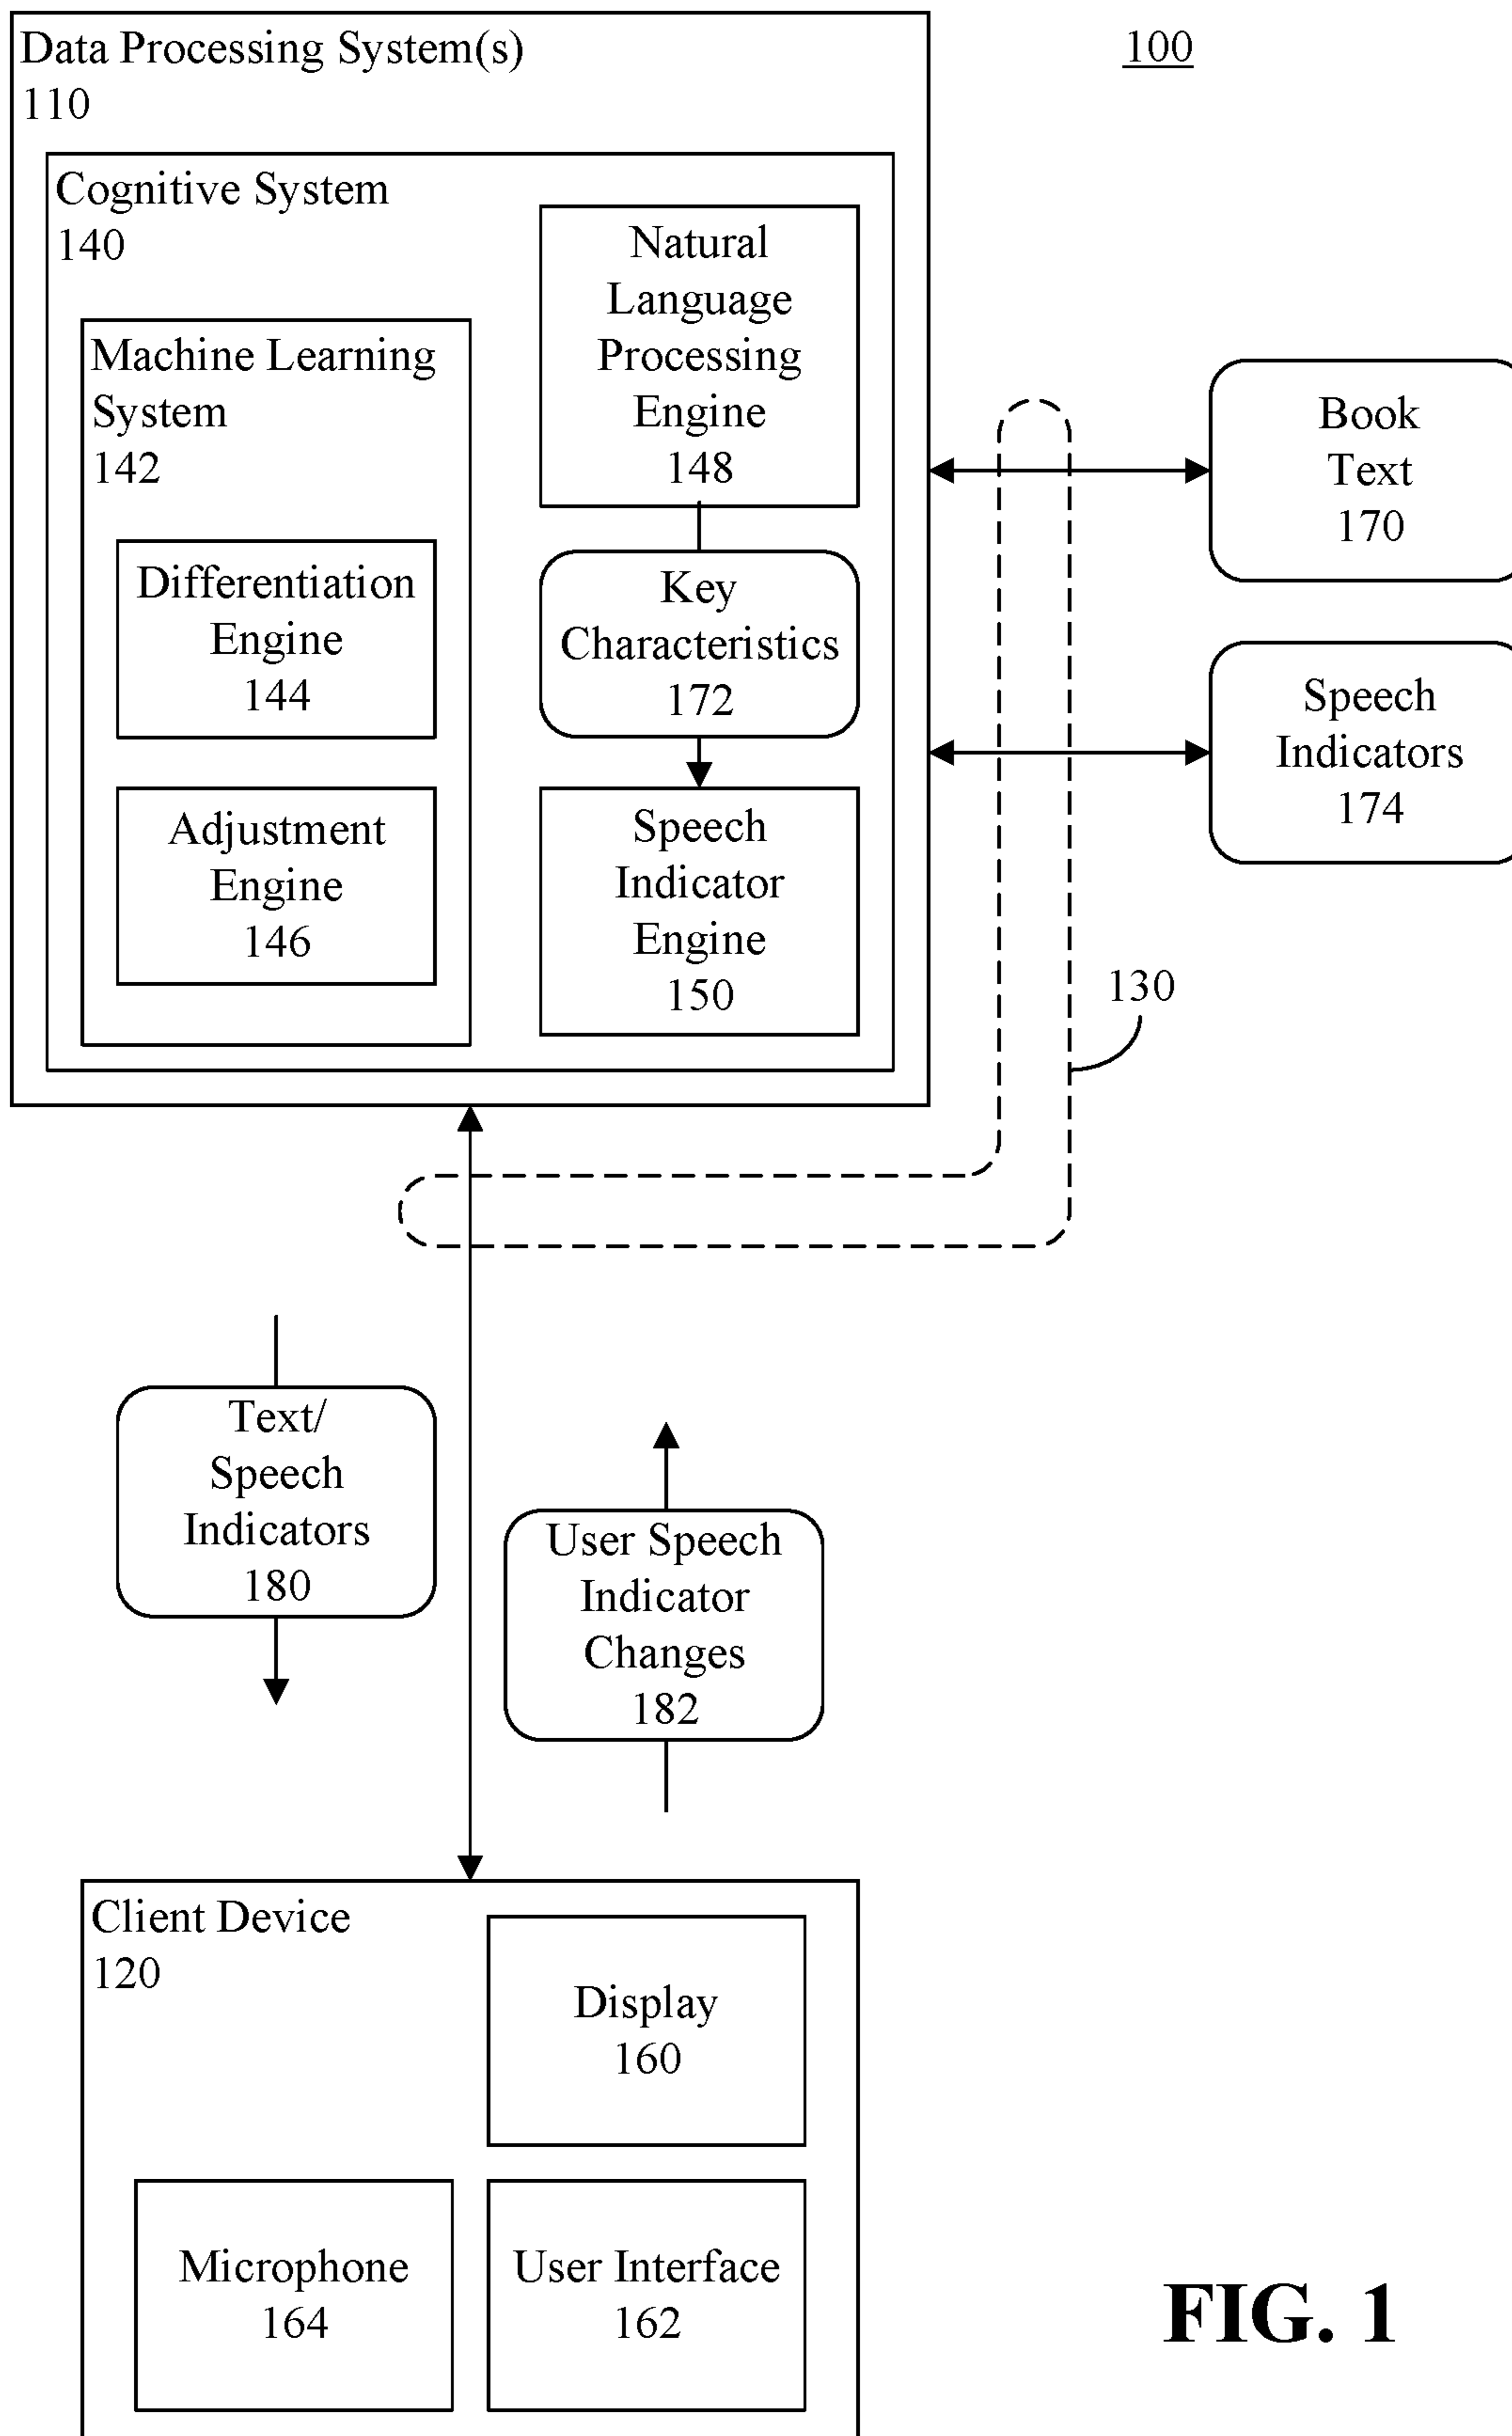 Data Processing System(s)
110
100
Cognitive System
140
Natural
Language
Processing
Engine
148
Machine Learning
System
142
Differentiation
Engine
144
Key
Characteristics
172
Adjustment
Engine
146
Speech
Indicator
Engine
150
Book
Text
170
Speech
Indicators
174
130
Text/
Speech
Indicators
180
User Speech
Indicator
Changes
182
Client Device
120
Display
160
Microphone
164
User Interface
162
FIG. 1